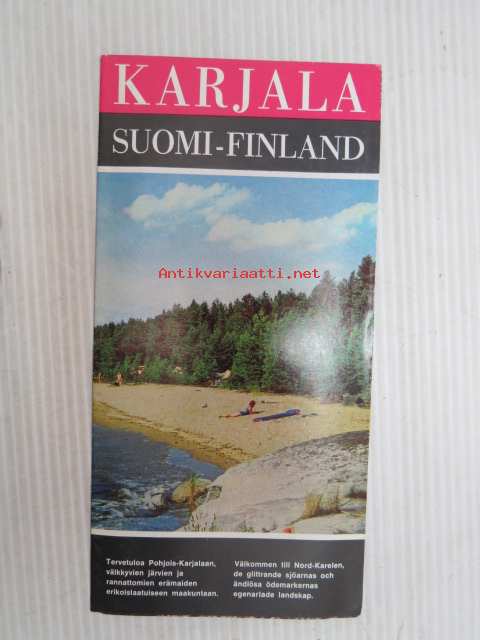 KARJALA
SUOMI-FINLAND
Antikvariaatti.net
Tervetuloa Pohjois-Karjalaan,
välkkyvien järvien ja
rannattomien erämaiden
erikoislaatuiseen maakuntaan.
Välkommen till Nord-Karelen,
de glittrande sjöarnas och
ändlösa ödemarkernas
egenartade landskap.